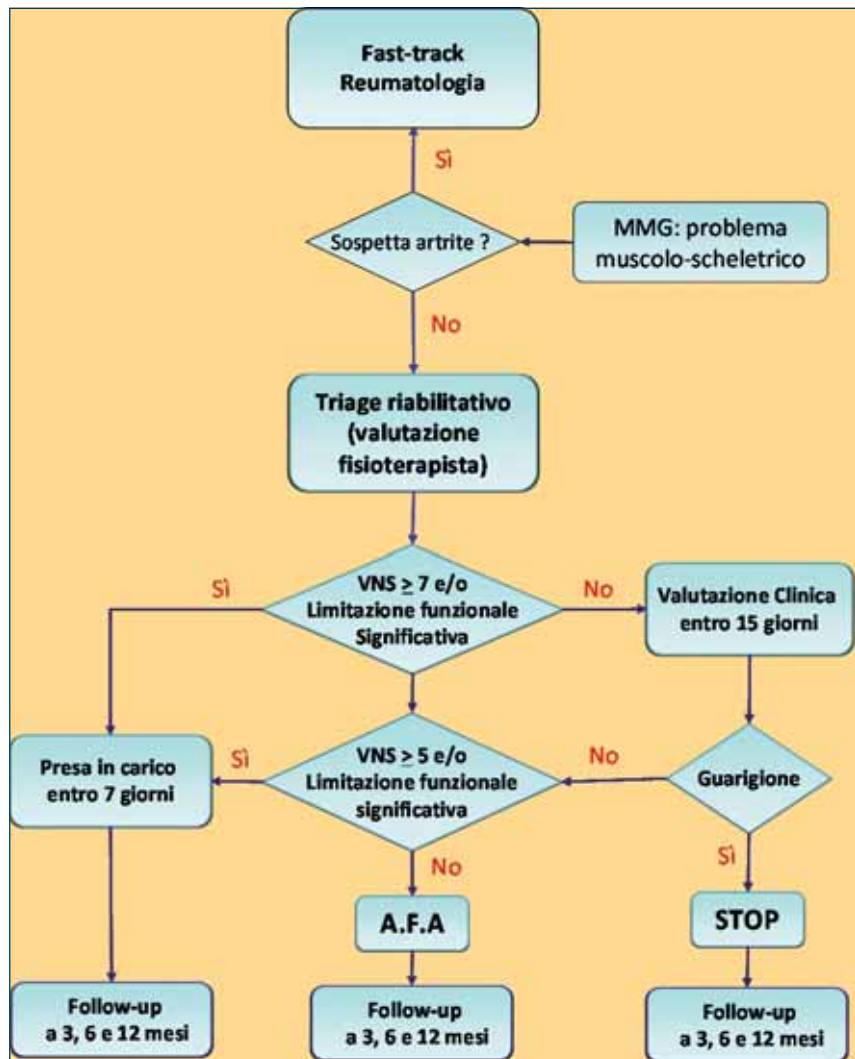 Fast-track
Reumatologia
Sì
Sospetta artrite ?
MMG: problema
muscolo-scheletrico
No
Triage riabilitativo
(valutazione
fisioterapista)
Sì
VNS ≥ 7 e/o
Limitazione funzionale
Significativa
No
Valutazione Clinica
entro 15 giorni
Presa in carico
entro 7 giorni
Sì
VNS ≥ 5 e/o
Limitazione funzionale
significativa
No
Guarigione
No
Sì
A.F.A
STOP
Follow-up
a 3, 6 e 12 mesi
Follow-up
a 3, 6 e 12 mesi
Follow-up
a 3, 6 e 12 mesi